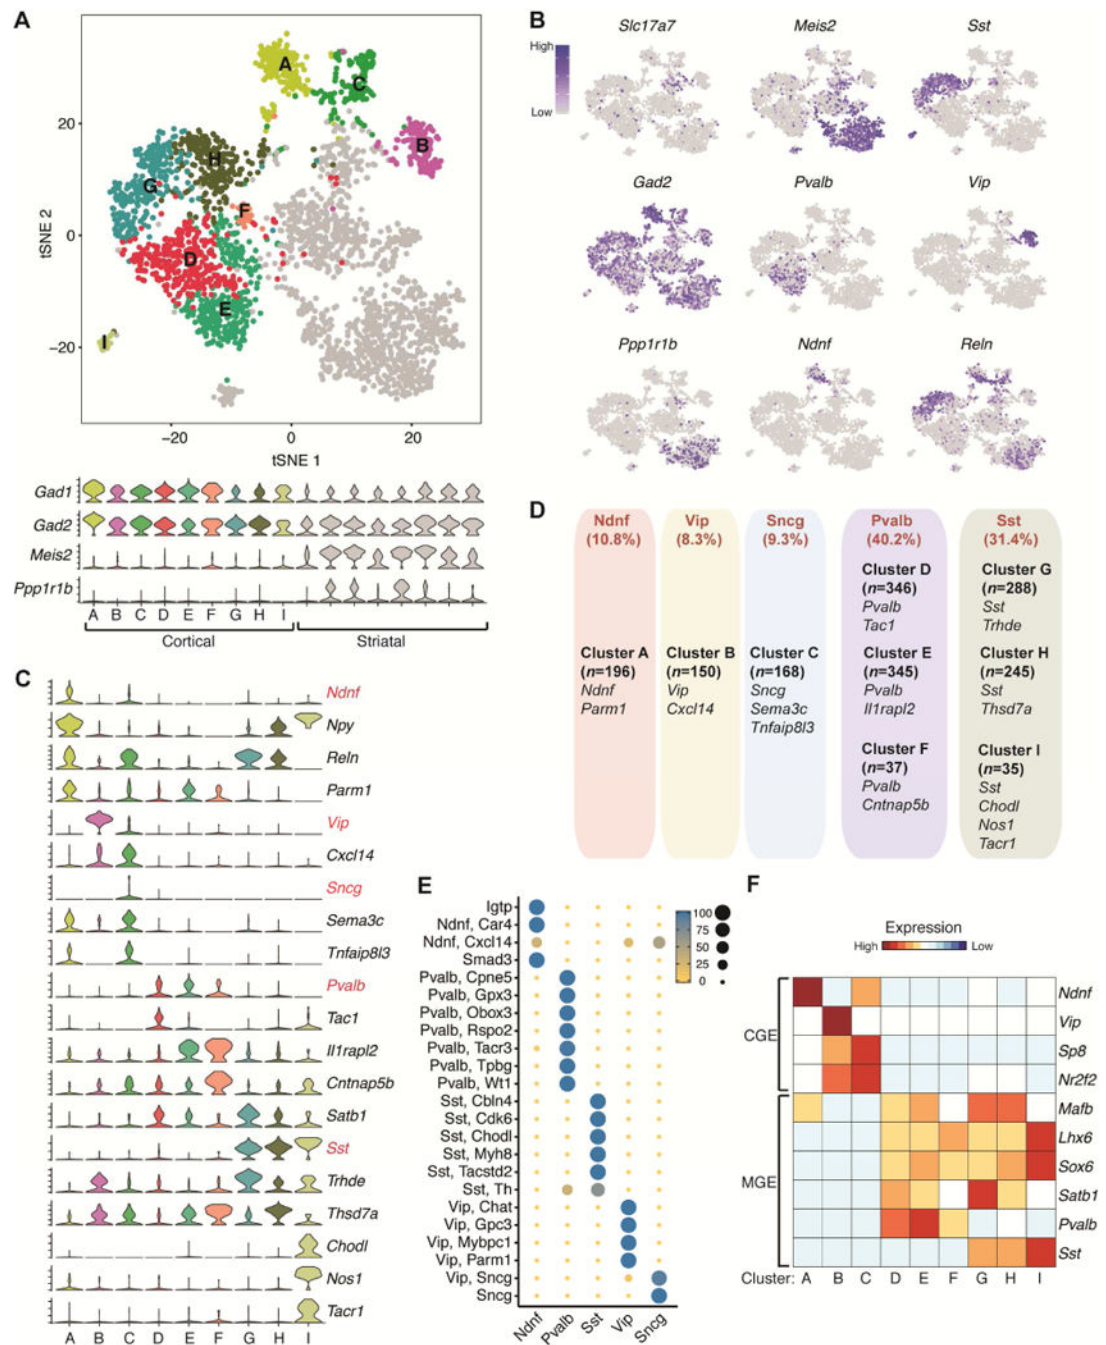 A
20
0
−20
tSNE 2
A
C
B
H
G
F
D
E
I
−20
0
20
tSNE 1
Gad1
Gad2
Meis2
Ppp1r1b
A B C D E F G H I
Cortical
Striatal
B
High
Low
Slc17a7
Meis2
Sst
Gad2
Pvalb
Vip
Ppp1r1b
Ndnf
Reln
C
Ndnf
Npy
Reln
Parm1
Vip
Cxcl14
Sncg
Sema3c
Tnfaip8l3
Pvalb
Tac1
Il1rapl2
Cntnap5b
Satb1
Sst
Trhde
Thsd7a
Chodl
Nos1
Tacr1
A B C D E F G H I
D
Ndnf
(10.8%)
Cluster A
(n=196)
Ndnf
Parm1
Vip
(8.3%)
Cluster B
(n=150)
Vip
Cxcl14
Sncg
(9.3%)
Cluster C
(n=168)
Sncg
Sema3c
Tnfaip8l3
Pvalb
(40.2%)
Cluster D
(n=346)
Pvalb
Tac1
Cluster E
(n=345)
Pvalb
Il1rapl2
Cluster F
(n=37)
Pvalb
Cntnap5b
Sst
(31.4%)
Cluster G
(n=288)
Sst
Trhde
Cluster H
(n=245)
Sst
Thsd7a
Cluster I
(n=35)
Sst
Chodl
Nos1
Tacr1
E
Igtp
Ndnf, Car4
Ndnf, Cxcl14
Smad3
Pvalb, Cpne5
Pvalb, Gpx3
Pvalb, Obox3
Pvalb, Rspo2
Pvalb, Tacr3
Pvalb, Tpbg
Pvalb, Wt1
Sst, Cbln4
Sst, Cdk6
Sst, Chodl
Sst, Myh8
Sst, Tacstd2
Sst, Th
Vip, Chat
Vip, Gpc3
Vip, Mybpc1
Vip, Parm1
Vip, Sncg
Sncg
Ndnf
Pvalb
Sst
Vip
Sncg
100
75
50
25
0
F
Expression
High
Low
CGE
MGE
Ndnf
Vip
Sp8
Nr2f2
Mafb
Lhx6
Sox6
Satb1
Pvalb
Sst
Cluster: A B C D E F G H I